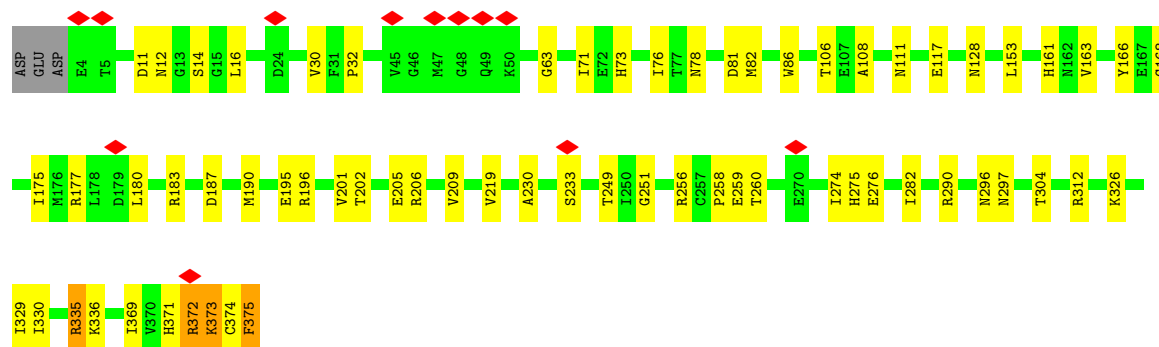 ASP GLU ASP E4 T5 D11 N12 G13 S14 G15 L16 D24 V30 F31 P32 V45 G46 M47 G48 Q49 K50 G63 I71 E72 H73 I76 T77 N78 D81 M82 W86 T106 E107 A108 N111 E117 N128 L153 H161 N162 V163 Y166 E167
I175 M176 R177 L178 D179 L180 R183 D187 M190 E195 R196 V201 T202 E205 R206 V209 V219 A230 S233 T249 I250 G251 R256 C257 P258 E259 T260 E270 I274 H275 E276 I282 R290 N296 N297 T304 R312 K326
I329 I330 R335 K336 I369 V370 H371 R372 K373 C374 F375